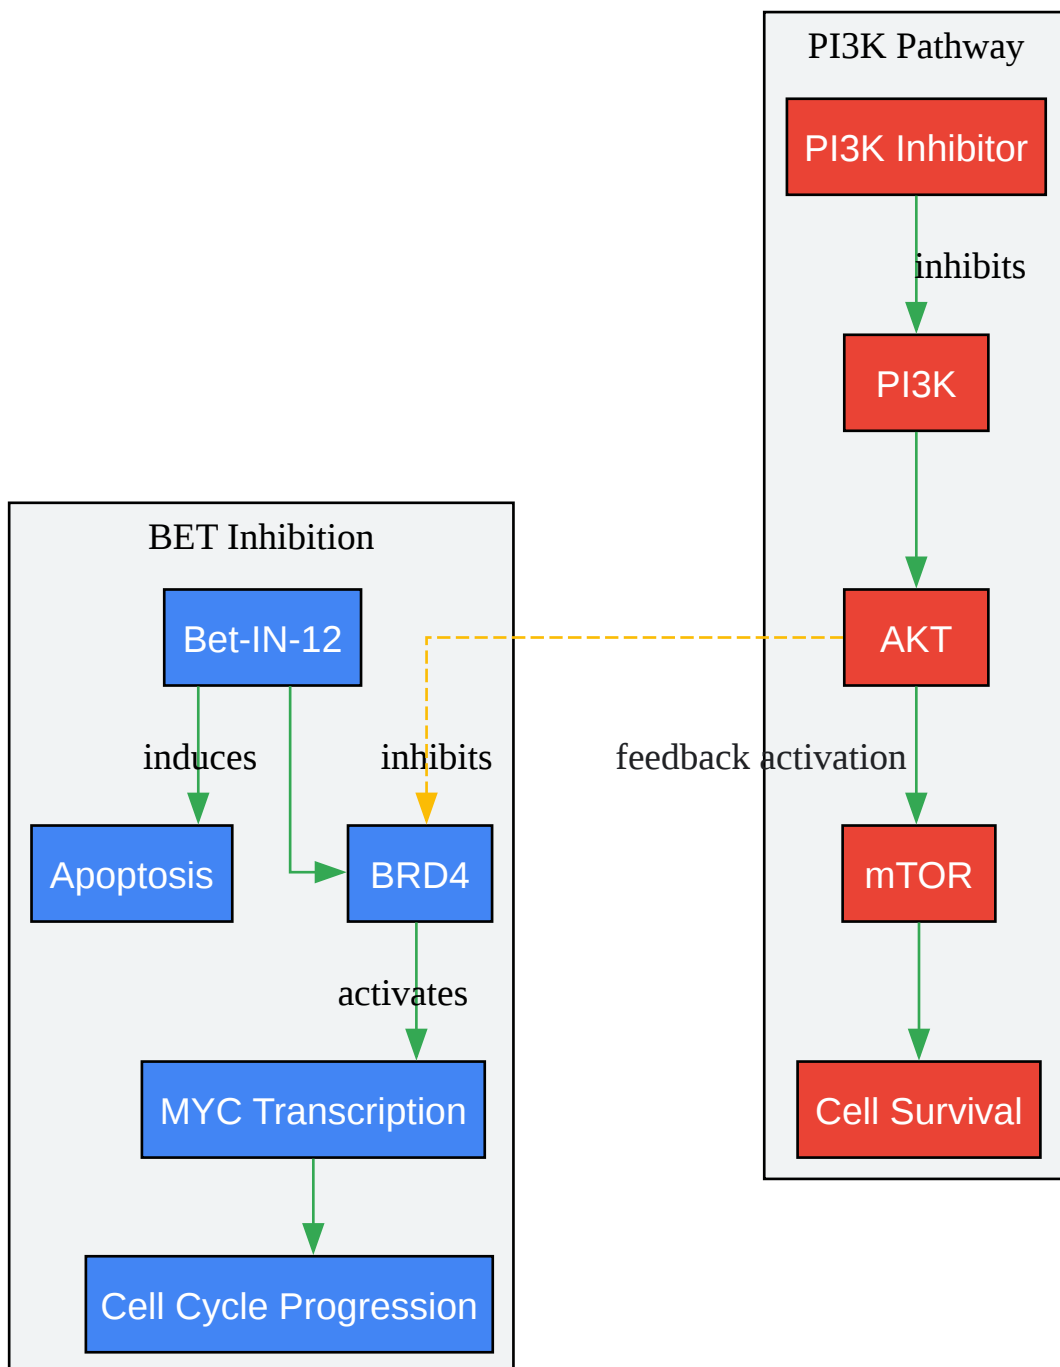 PI3K Pathway
PI3K Inhibitor
inhibits
PI3K
BET Inhibition
Bet-IN-12
AKT
induces
inhibits
feedback activation
Apoptosis
BRD4
mTOR
activates
MYC Transcription
Cell Survival
Cell Cycle Progression